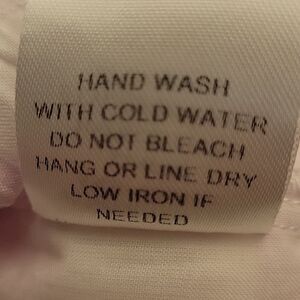 HAND WASH
WITH COLD WATER
DO NOT BLEACH
HANG OR LINE DRY
LOW IRON IF
NEEDED